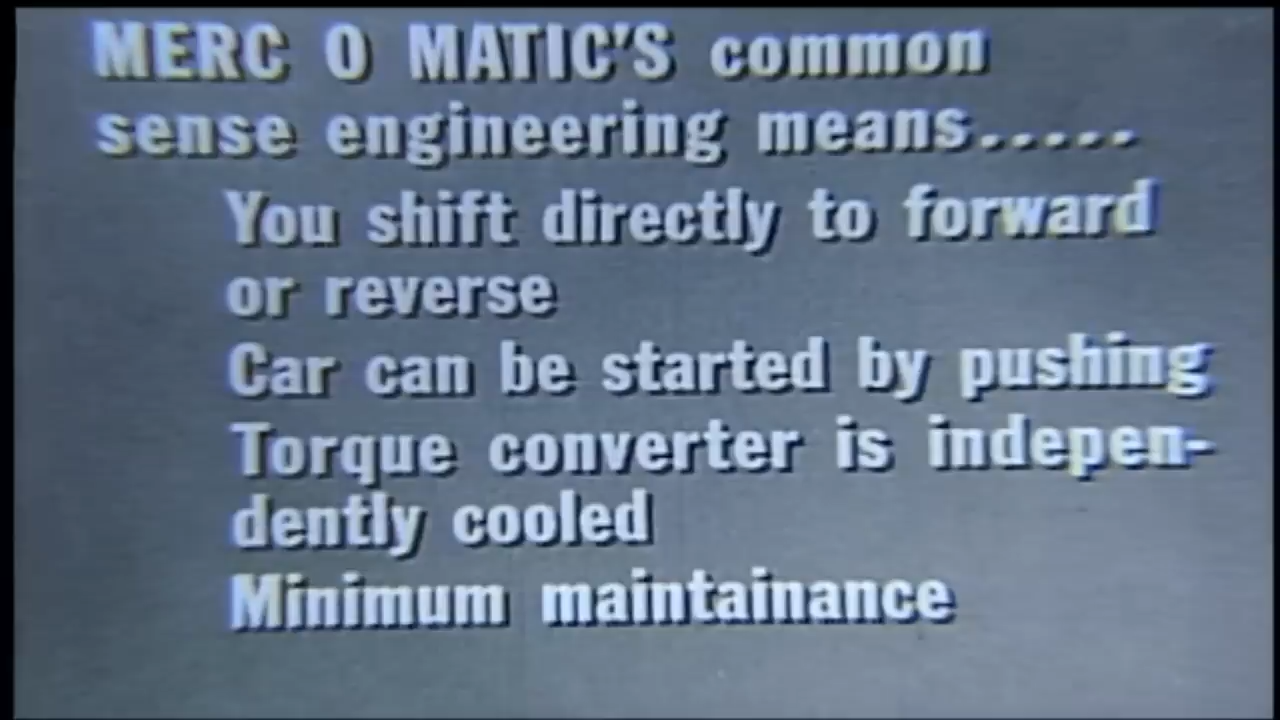 MERC O MATIC'S common
sense engineering means.....
You shift directly to forward
or reverse
Car can be started by pushing
Torque converter is indepen-
dently cooled
Minimum maintainance